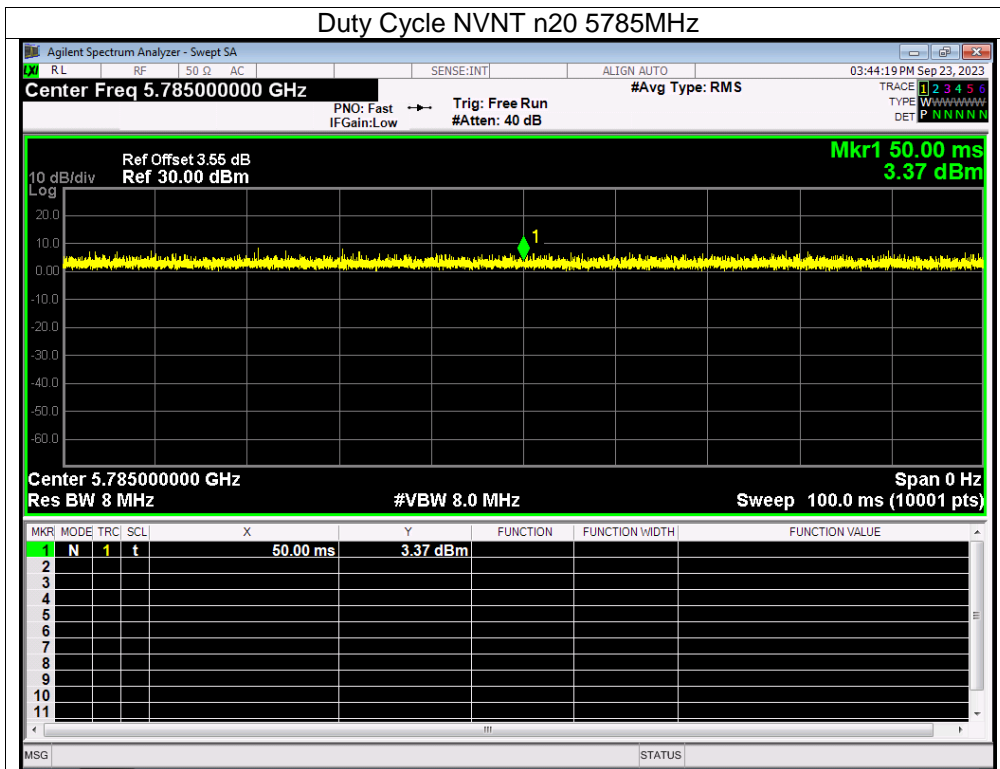 Duty Cycle NVNT n20 5785MHz
Agilent Spectrum Analyzer - Swept SA
LXI RL RF 50 Ω AC SENSE:INT ALIGN AUTO 03:44:19 PM Sep 23, 2023
Center Freq 5.785000000 GHz #Avg Type: RMS TRACE 1 2 3 4 5 6
PNO: Fast Trig: Free Run TYPE WWWWWW
IFGain:Low #Atten: 40 dB DET P N N N N N
Mkr1 50.00 ms
3.37 dBm
Ref Offset 3.55 dB
10 dB/div Ref 30.00 dBm
Log
20.0
10.0
1
0.00
-10.0
-20.0
-30.0
-40.0
-50.0
-60.0
Center 5.785000000 GHz Span 0 Hz
Res BW 8 MHz #VBW 8.0 MHz Sweep 100.0 ms (10001 pts)
MKR MODE TRC SCL X Y FUNCTION FUNCTION WIDTH FUNCTION VALUE
1 N 1 t 50.00 ms 3.37 dBm
2
3
4
5
6
7
8
9
10
11
MSG STATUS